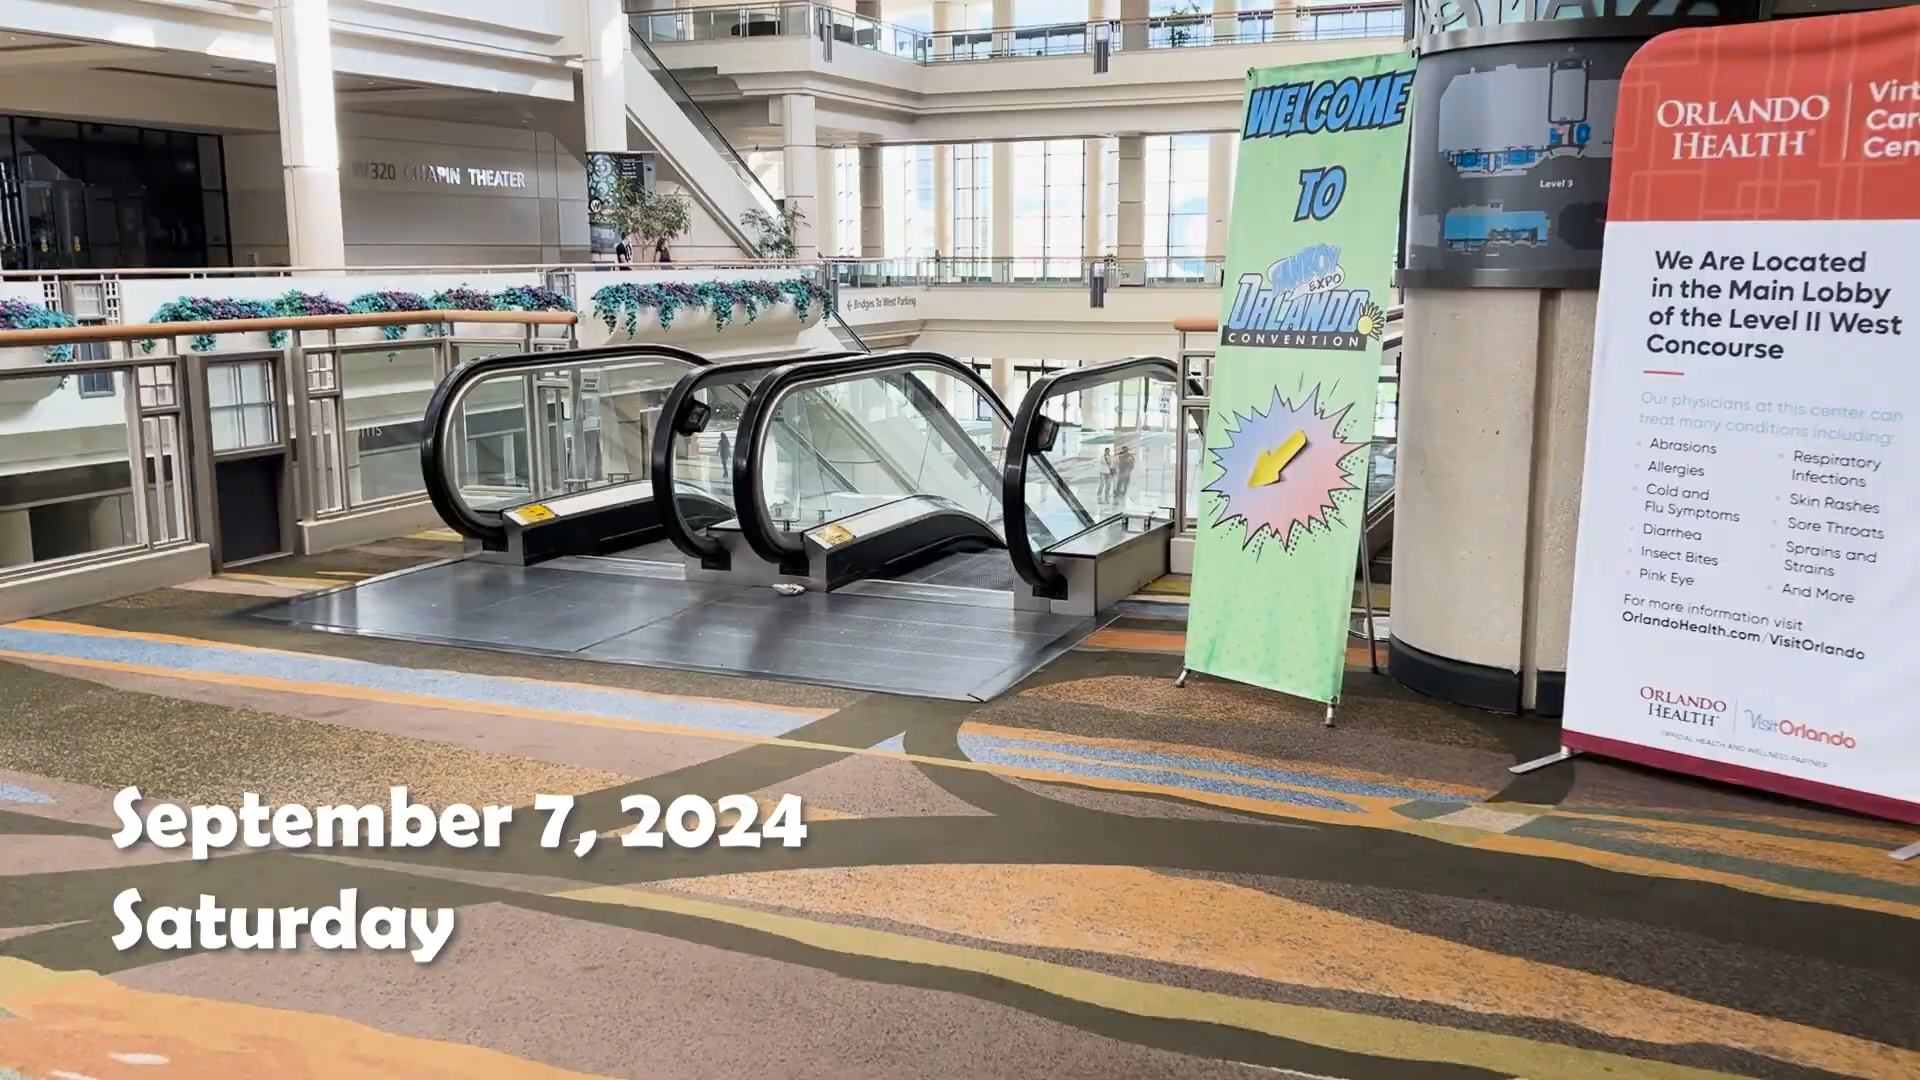 W320 CHAPIN THEATER
Bridges To West Parking
WELCOME
TO
FANBOY
EXPO
ORLANDO
CONVENTION
Level 3
ORLANDO
HEALTH
We Are Located
in the Main Lobby
of the Level II West
Concourse
Our physicians at this center can
treat many conditions including:
Abrasions
Allergies
Cold and
Flu Symptoms
Diarrhea
Insect Bites
Pink Eye
Respiratory
Infections
Skin Rashes
Sore Throats
Sprains and
Strains
And More
For more information visit
OrlandoHealth.com/VisitOrlando
ORLANDO
HEALTH
VisitOrlando
OFFICIAL HEALTH AND WELLNESS PARTNER
September 7, 2024
Saturday